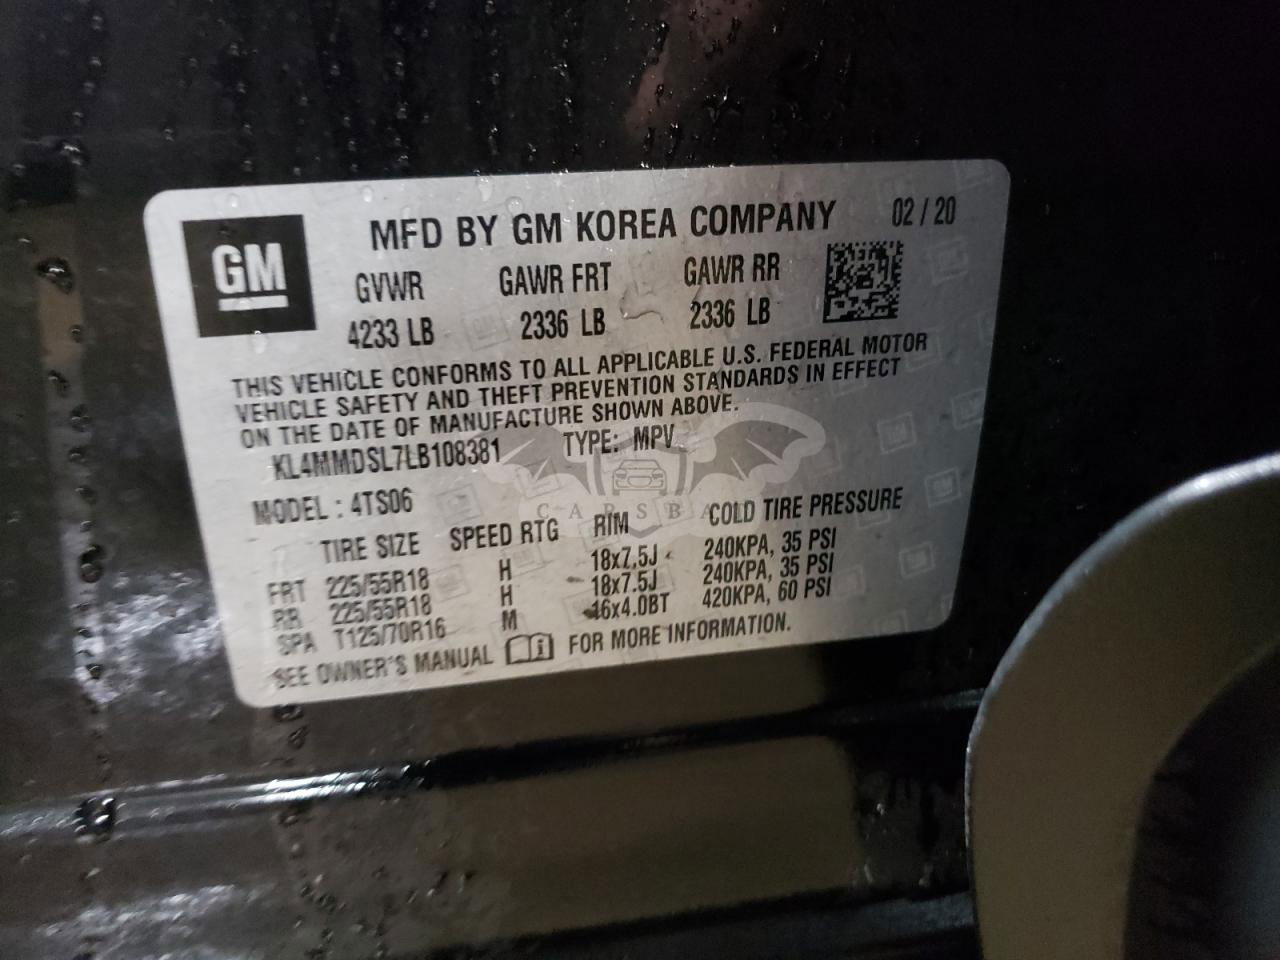 GM
MFD BY GM KOREA COMPANY 02 / 20
GVWR GAWR FRT GAWR RR
4233 LB 2336 LB 2336 LB
THIS VEHICLE CONFORMS TO ALL APPLICABLE U.S. FEDERAL MOTOR
VEHICLE SAFETY AND THEFT PREVENTION STANDARDS IN EFFECT
ON THE DATE OF MANUFACTURE SHOWN ABOVE.
KL4MMDSL7LB108381 TYPE: MPV
MODEL : 4TS06
TIRE SIZE SPEED RTG RIM COLD TIRE PRESSURE
FRT 225/55R18 H 18x7.5J 240KPA, 35 PSI
RR 225/55R18 H 18x7.5J 240KPA, 35 PSI
SPA T125/70R16 M 16x4.0BT 420KPA, 60 PSI
SEE OWNER'S MANUAL FOR MORE INFORMATION.